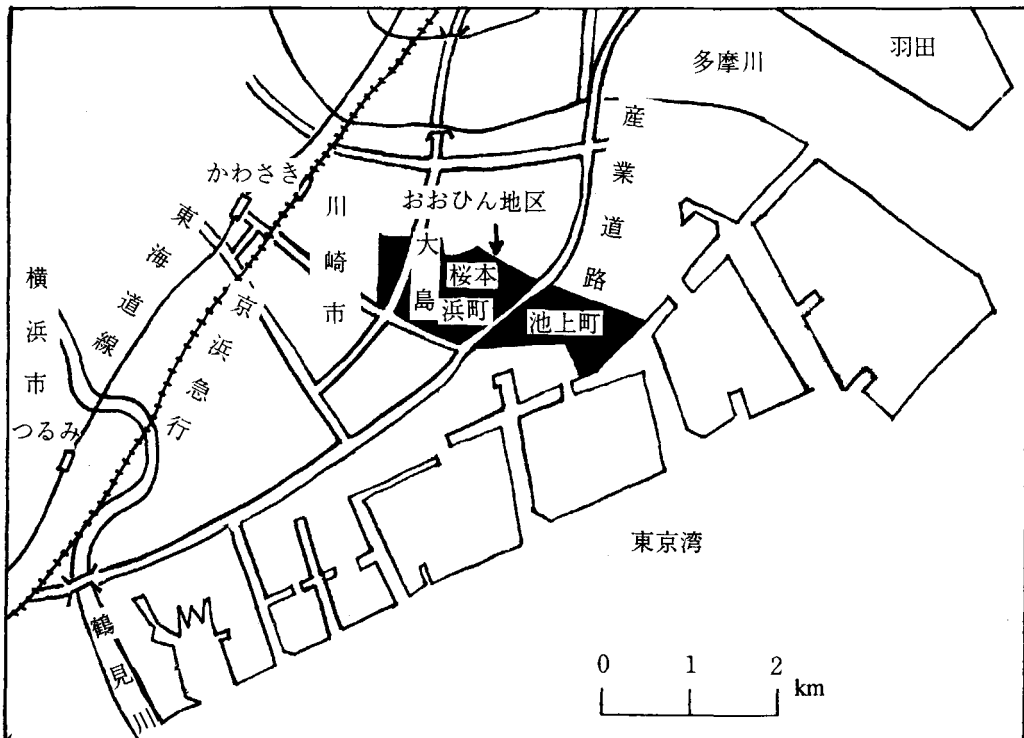 羽田
多摩川
産業道路
かわさき
おおひん地区
川崎市
東海道線
京浜急行
横浜市
大島
桜本
浜町
池上町
つるみ
東京湾
鶴見川
0 1 2 km